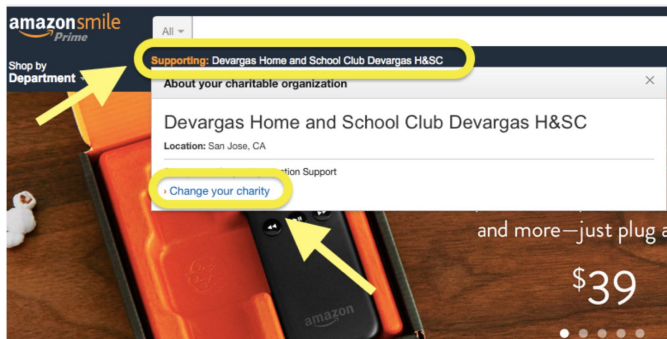 amazonsmile
Prime
All
Shop by
Department
Supporting: Devargas Home and School Club Devargas H&SC
About your charitable organization
Devargas Home and School Club Devargas H&SC
Location: San Jose, CA
Support
› Change your charity
and more—just plug
$39
amazon